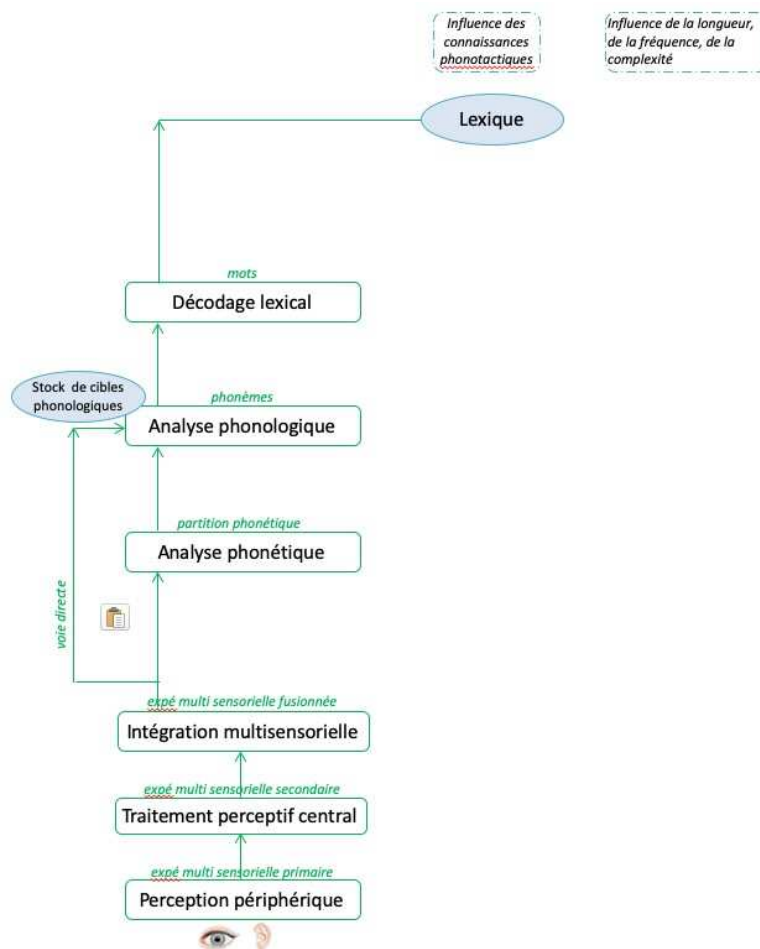 Influence des
connaissances
phonotactiques
Influence de la longueur,
de la fréquence, de la
complexité
Lexique
mots
Décodage lexical
Stock de cibles
phonologiques
phonèmes
Analyse phonologique
partition phonétique
Analyse phonétique
voie directe
expé multi sensorielle fusionnée
Intégration multisensorielle
expé multi sensorielle secondaire
Traitement perceptif central
expé multi sensorielle primaire
Perception périphérique